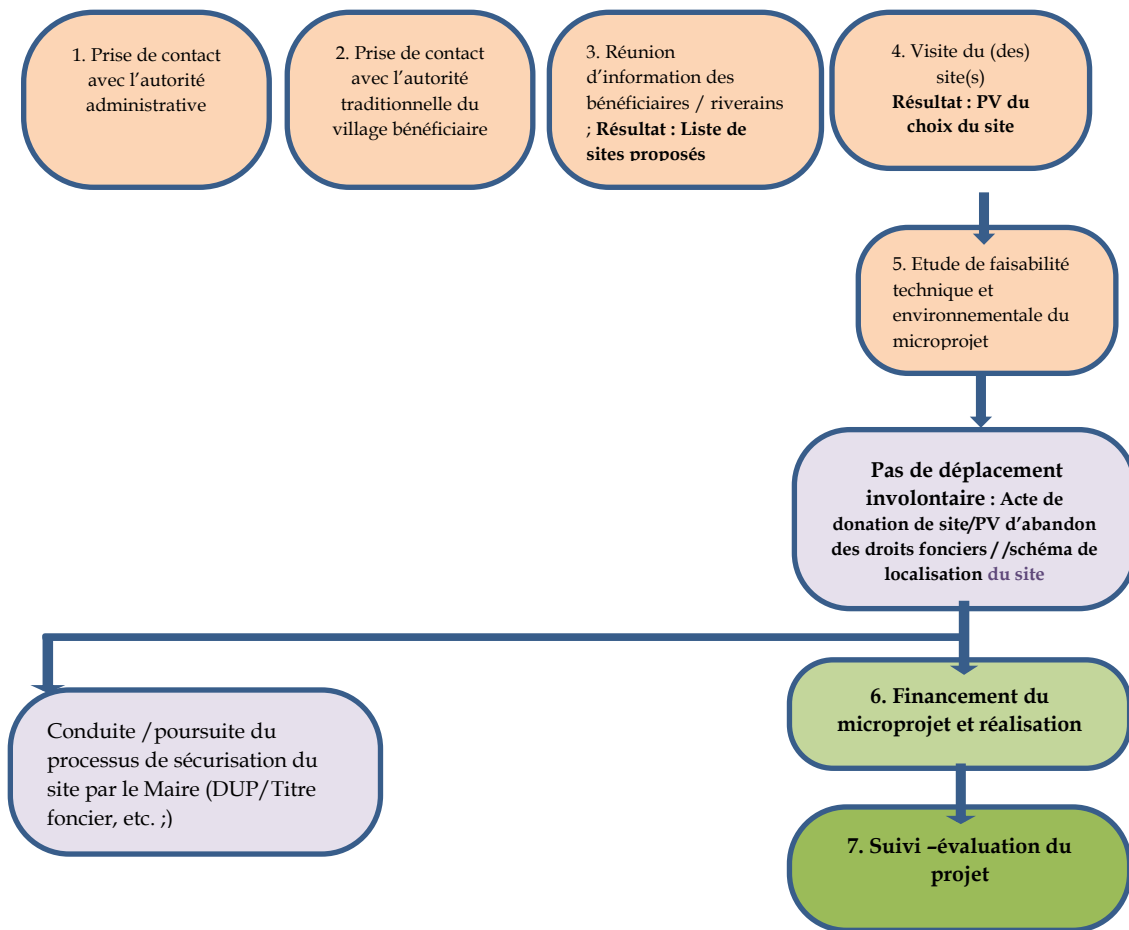 1. Prise de contact
avec l’autorité
administrative
2. Prise de contact
avec l’autorité
traditionnelle du
village bénéficiaire
3. Réunion
d’information des
bénéficiaires / riverains
; Résultat : Liste de
sites proposés
4. Visite du (des)
site(s)
Résultat : PV du
choix du site
5. Etude de faisabilité
technique et
environnementale du
microprojet
Pas de déplacement
involontaire : Acte de
donation de site/PV d’abandon
des droits fonciers//schéma de
localisation du site
Conduite /poursuite du
processus de sécurisation du
site par le Maire (DUP/Titre
foncier, etc. ;)
6. Financement du
microprojet et réalisation
7. Suivi –évaluation du
projet